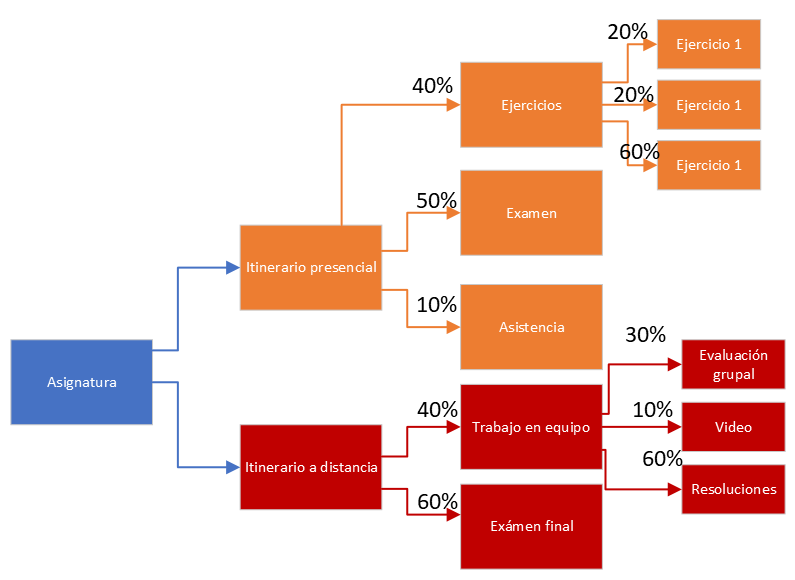 20%
Ejercicio 1
40%
Ejercicios
20%
Ejercicio 1
60%
Ejercicio 1
50%
Examen
Itinerario presencial
10%
Asistencia
Asignatura
30%
Evaluación
grupal
40%
Trabajo en equipo
10%
Video
Itinerario a distancia
60%
Resoluciones
60%
Exámen final